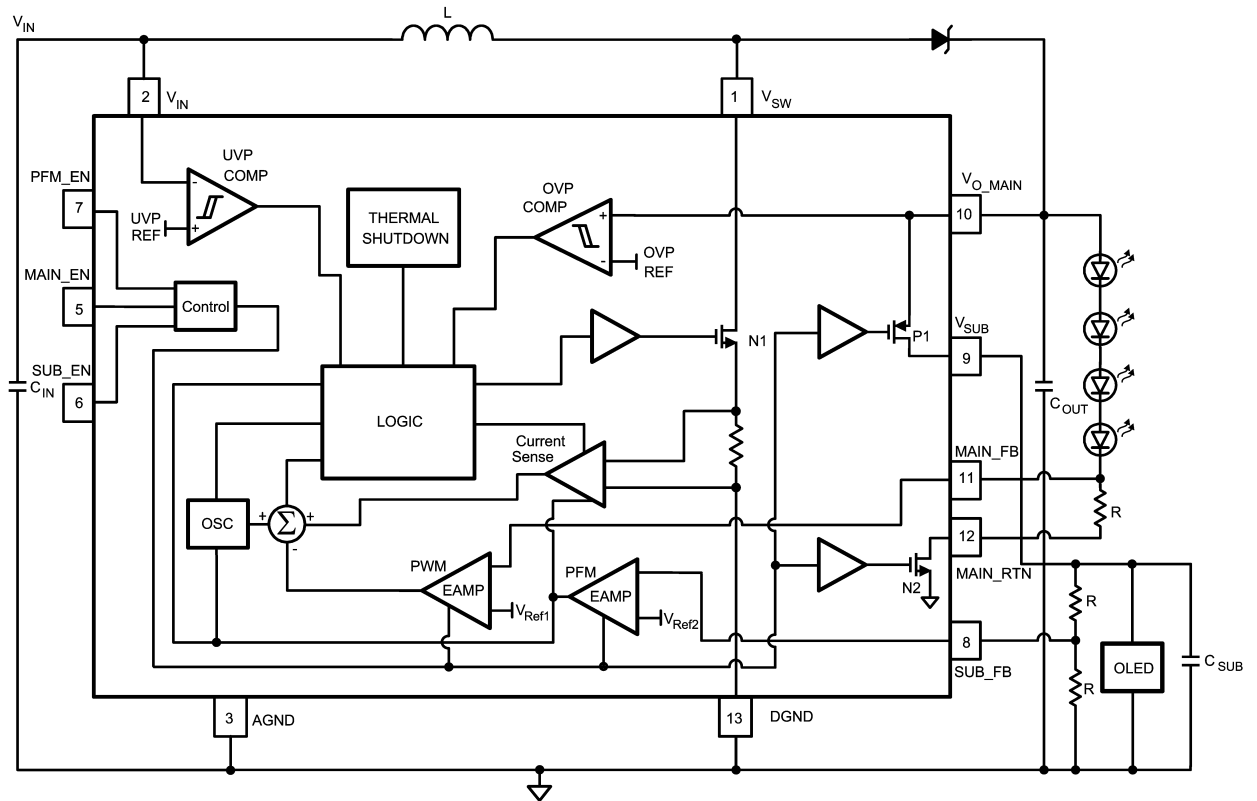 L
V_IN
2
V_IN
1
V_SW
UVP
COMP
PFM_EN
7
-
UVP
REF
+
THERMAL
SHUTDOWN
OVP
COMP
+
-
OVP
REF
V_O_MAIN
10
MAIN_EN
5
Control
N1
P1
V_SUB
9
SUB_EN
6
C_IN
C_OUT
LOGIC
Current
Sense
MAIN_FB
11
R
OSC
+
Σ
+
-
12
MAIN_RTN
PWM
EAMP
V_Ref1
PFM
EAMP
V_Ref2
N2
R
8
SUB_FB
R
OLED
C_SUB
3
AGND
13
DGND